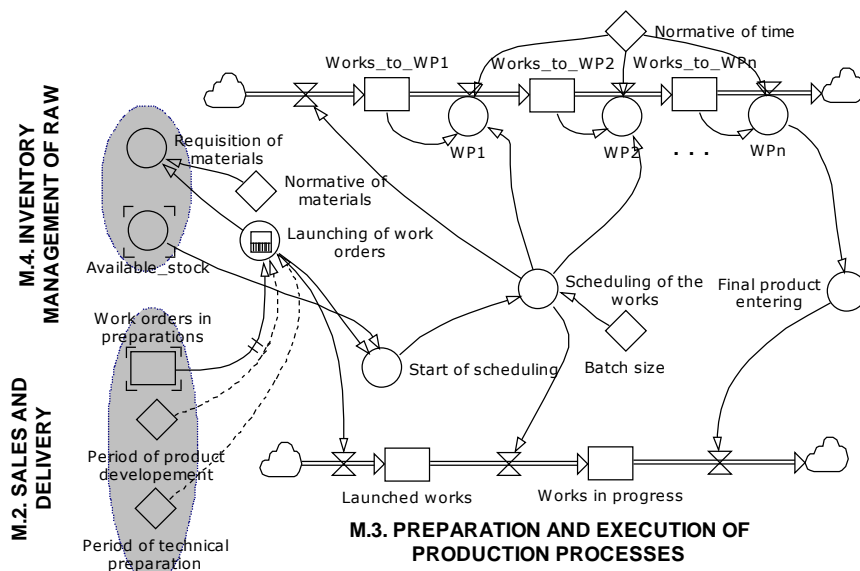 Normative of time
Works_to_WP1
Works_to_WP2
Works_to_WPn
WP1
WP2
. . .
WPn
M.4. INVENTORY
MANAGEMENT OF RAW
Requisition of
materials
Normative of
materials
Launching of work
orders
Available_stock
Scheduling of the
works
Final product
entering
Batch size
Start of scheduling
M.2. SALES AND
DELIVERY
Work orders in
preparations
Period of product
developement
Period of technical
preparation
Launched works
Works in progress
M.3. PREPARATION AND EXECUTION OF
PRODUCTION PROCESSES